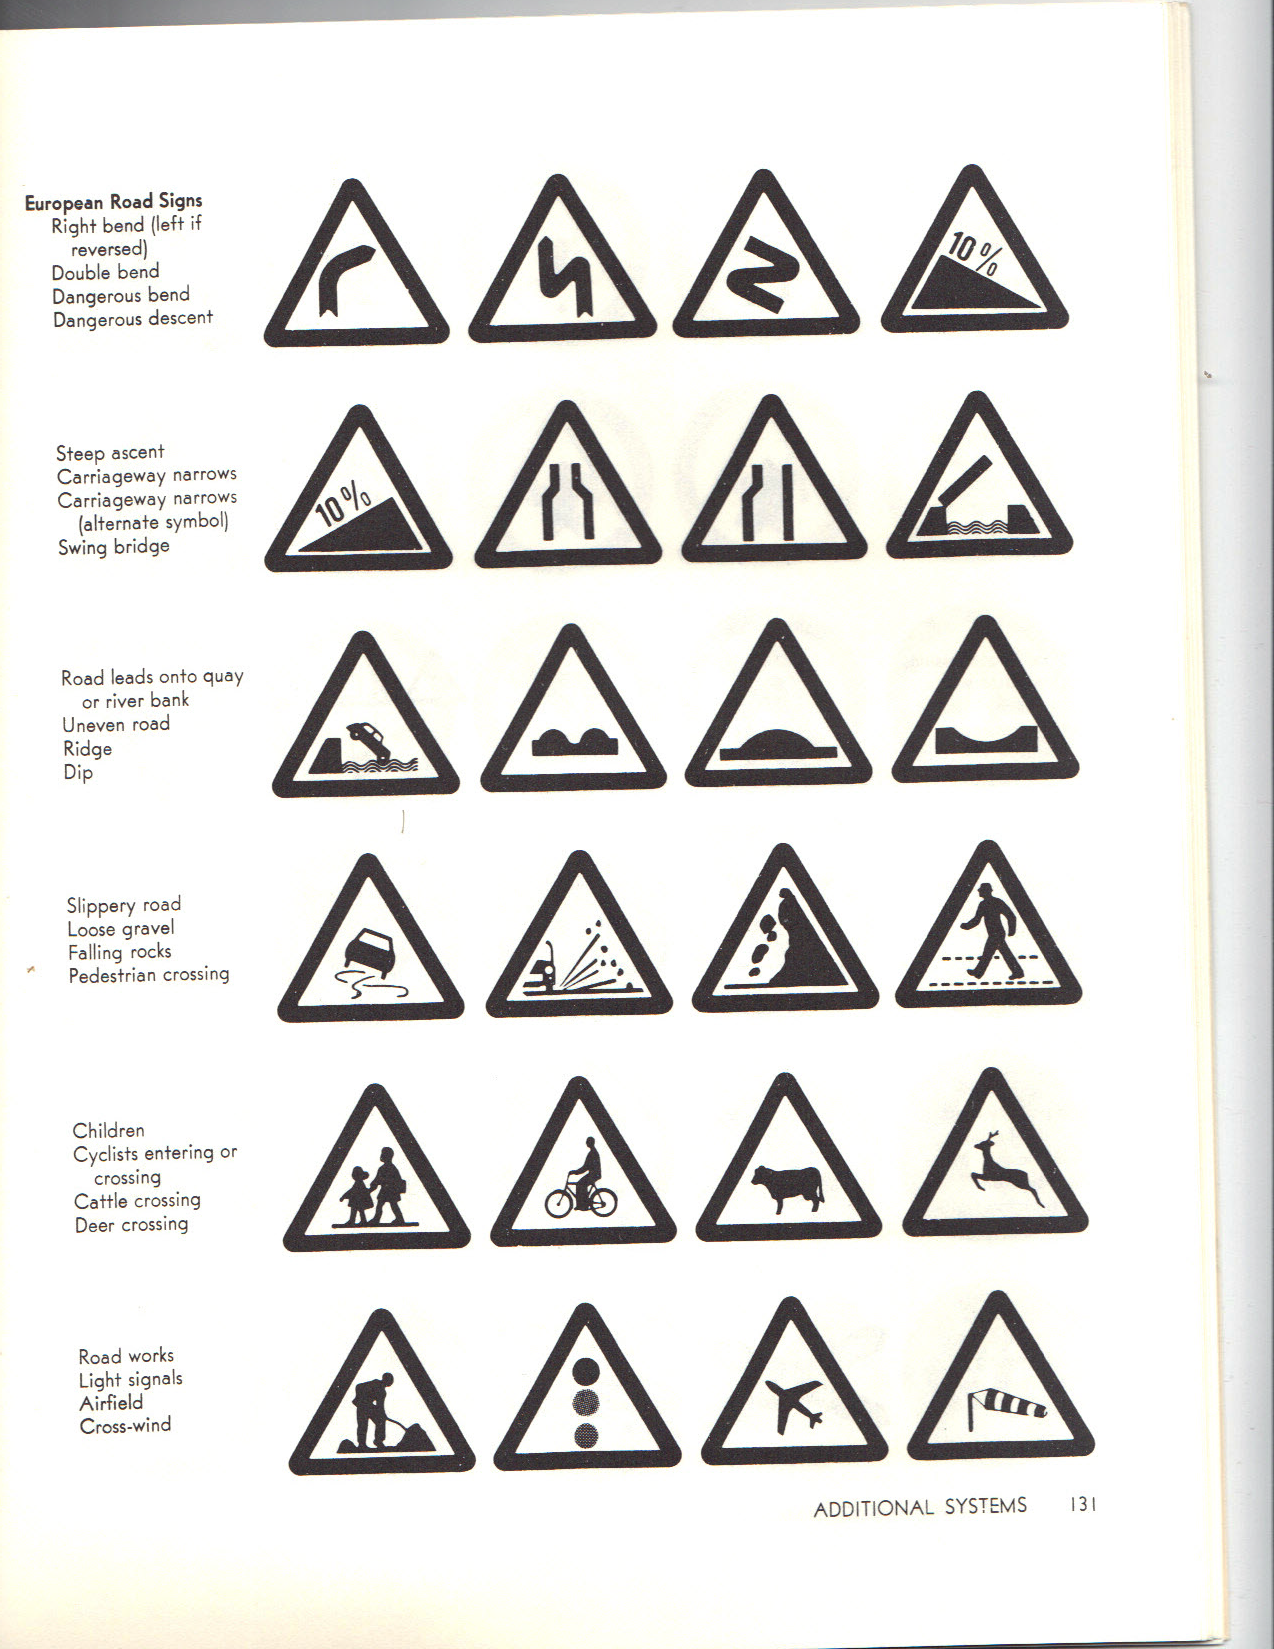 European Road Signs
Right bend (left if
reversed)
Double bend
Dangerous bend
Dangerous descent
10%
Steep ascent
Carriageway narrows
Carriageway narrows
(alternate symbol)
Swing bridge
10%
Road leads onto quay
or river bank
Uneven road
Ridge
Dip
Slippery road
Loose gravel
Falling rocks
Pedestrian crossing
Children
Cyclists entering or
crossing
Cattle crossing
Deer crossing
Road works
Light signals
Airfield
Cross-wind
ADDITIONAL SYSTEMS 131